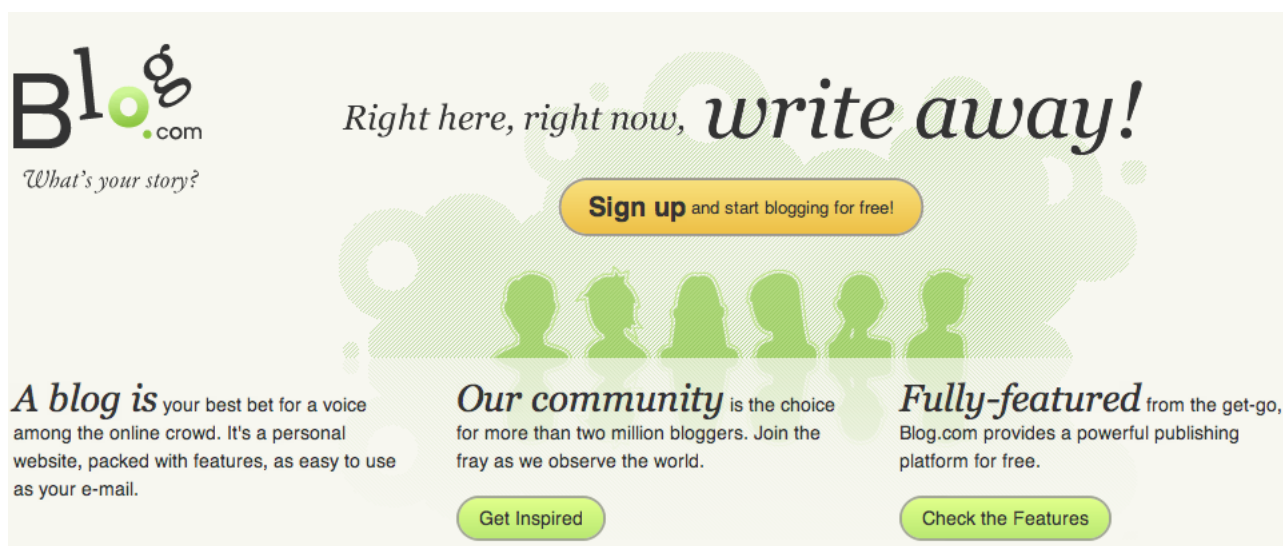 Blog.com
What's your story?
Right here, right now, write away!
Sign up and start blogging for free!
A blog is your best bet for a voice
among the online crowd. It's a personal
website, packed with features, as easy to use
as your e-mail.
Our community is the choice
for more than two million bloggers. Join the
fray as we observe the world.
Get Inspired
Fully-featured from the get-go,
Blog.com provides a powerful publishing
platform for free.
Check the Features